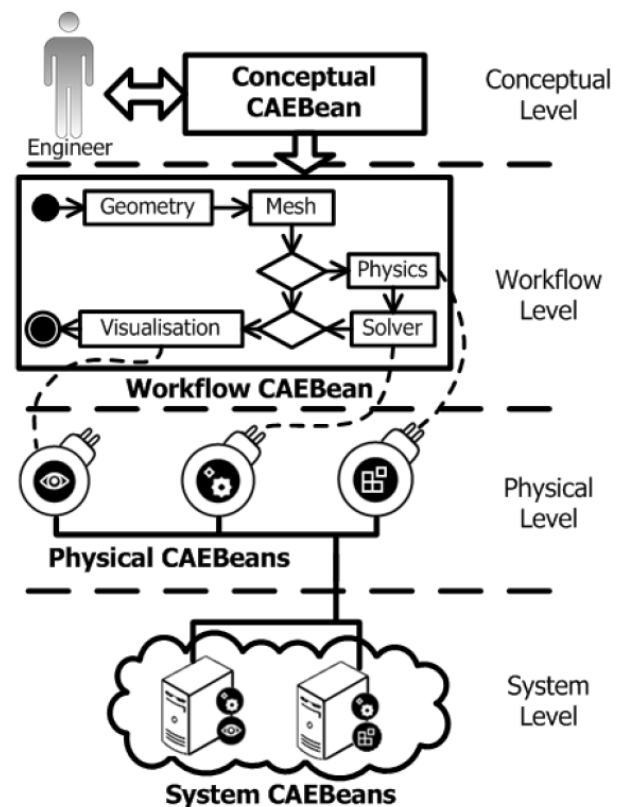 Conceptual
CAEBean
Conceptual
Level
Engineer
Geometry
Mesh
Physics
Workflow
Level
Visualisation
Solver
Workflow CAEBean
Physical
Level
Physical CAEBeans
System
Level
System CAEBeans